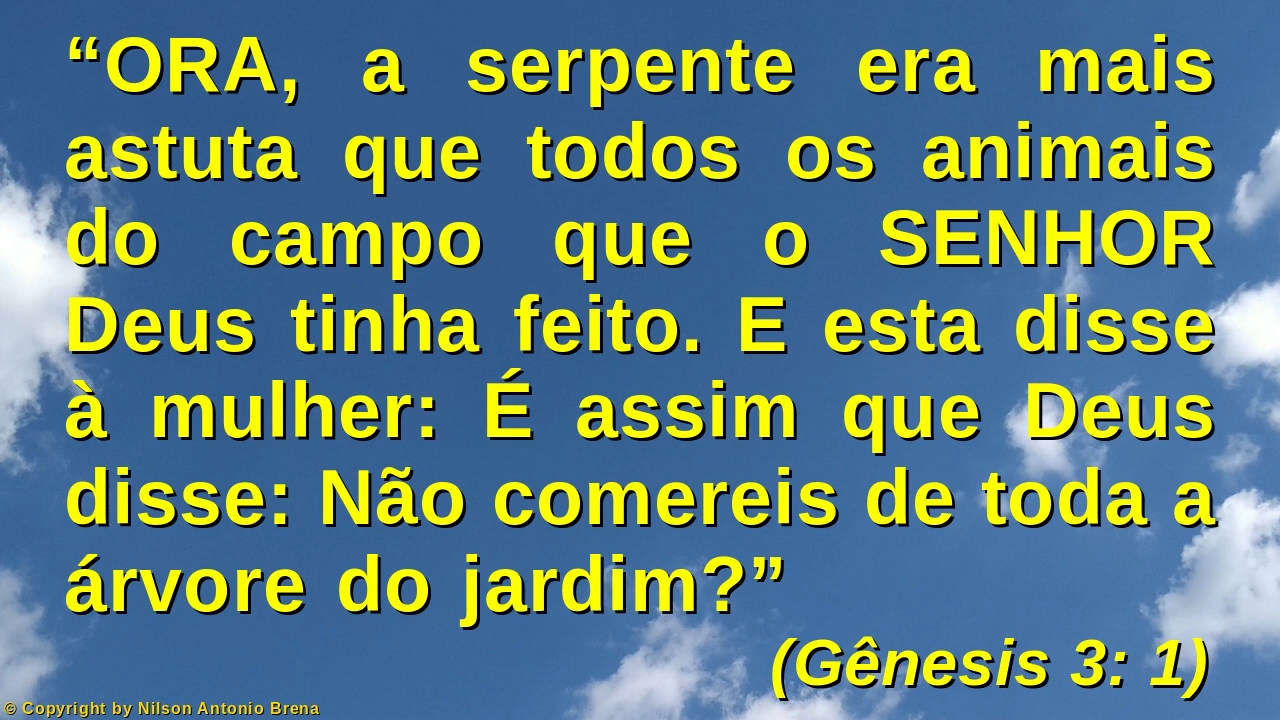 “ORA, a serpente era mais
astuta que todos os animais
do campo que o SENHOR
Deus tinha feito. E esta disse
à mulher: É assim que Deus
disse: Não comereis de toda a
árvore do jardim?”
(Gênesis 3: 1)
© Copyright by Nilson Antonio Brena